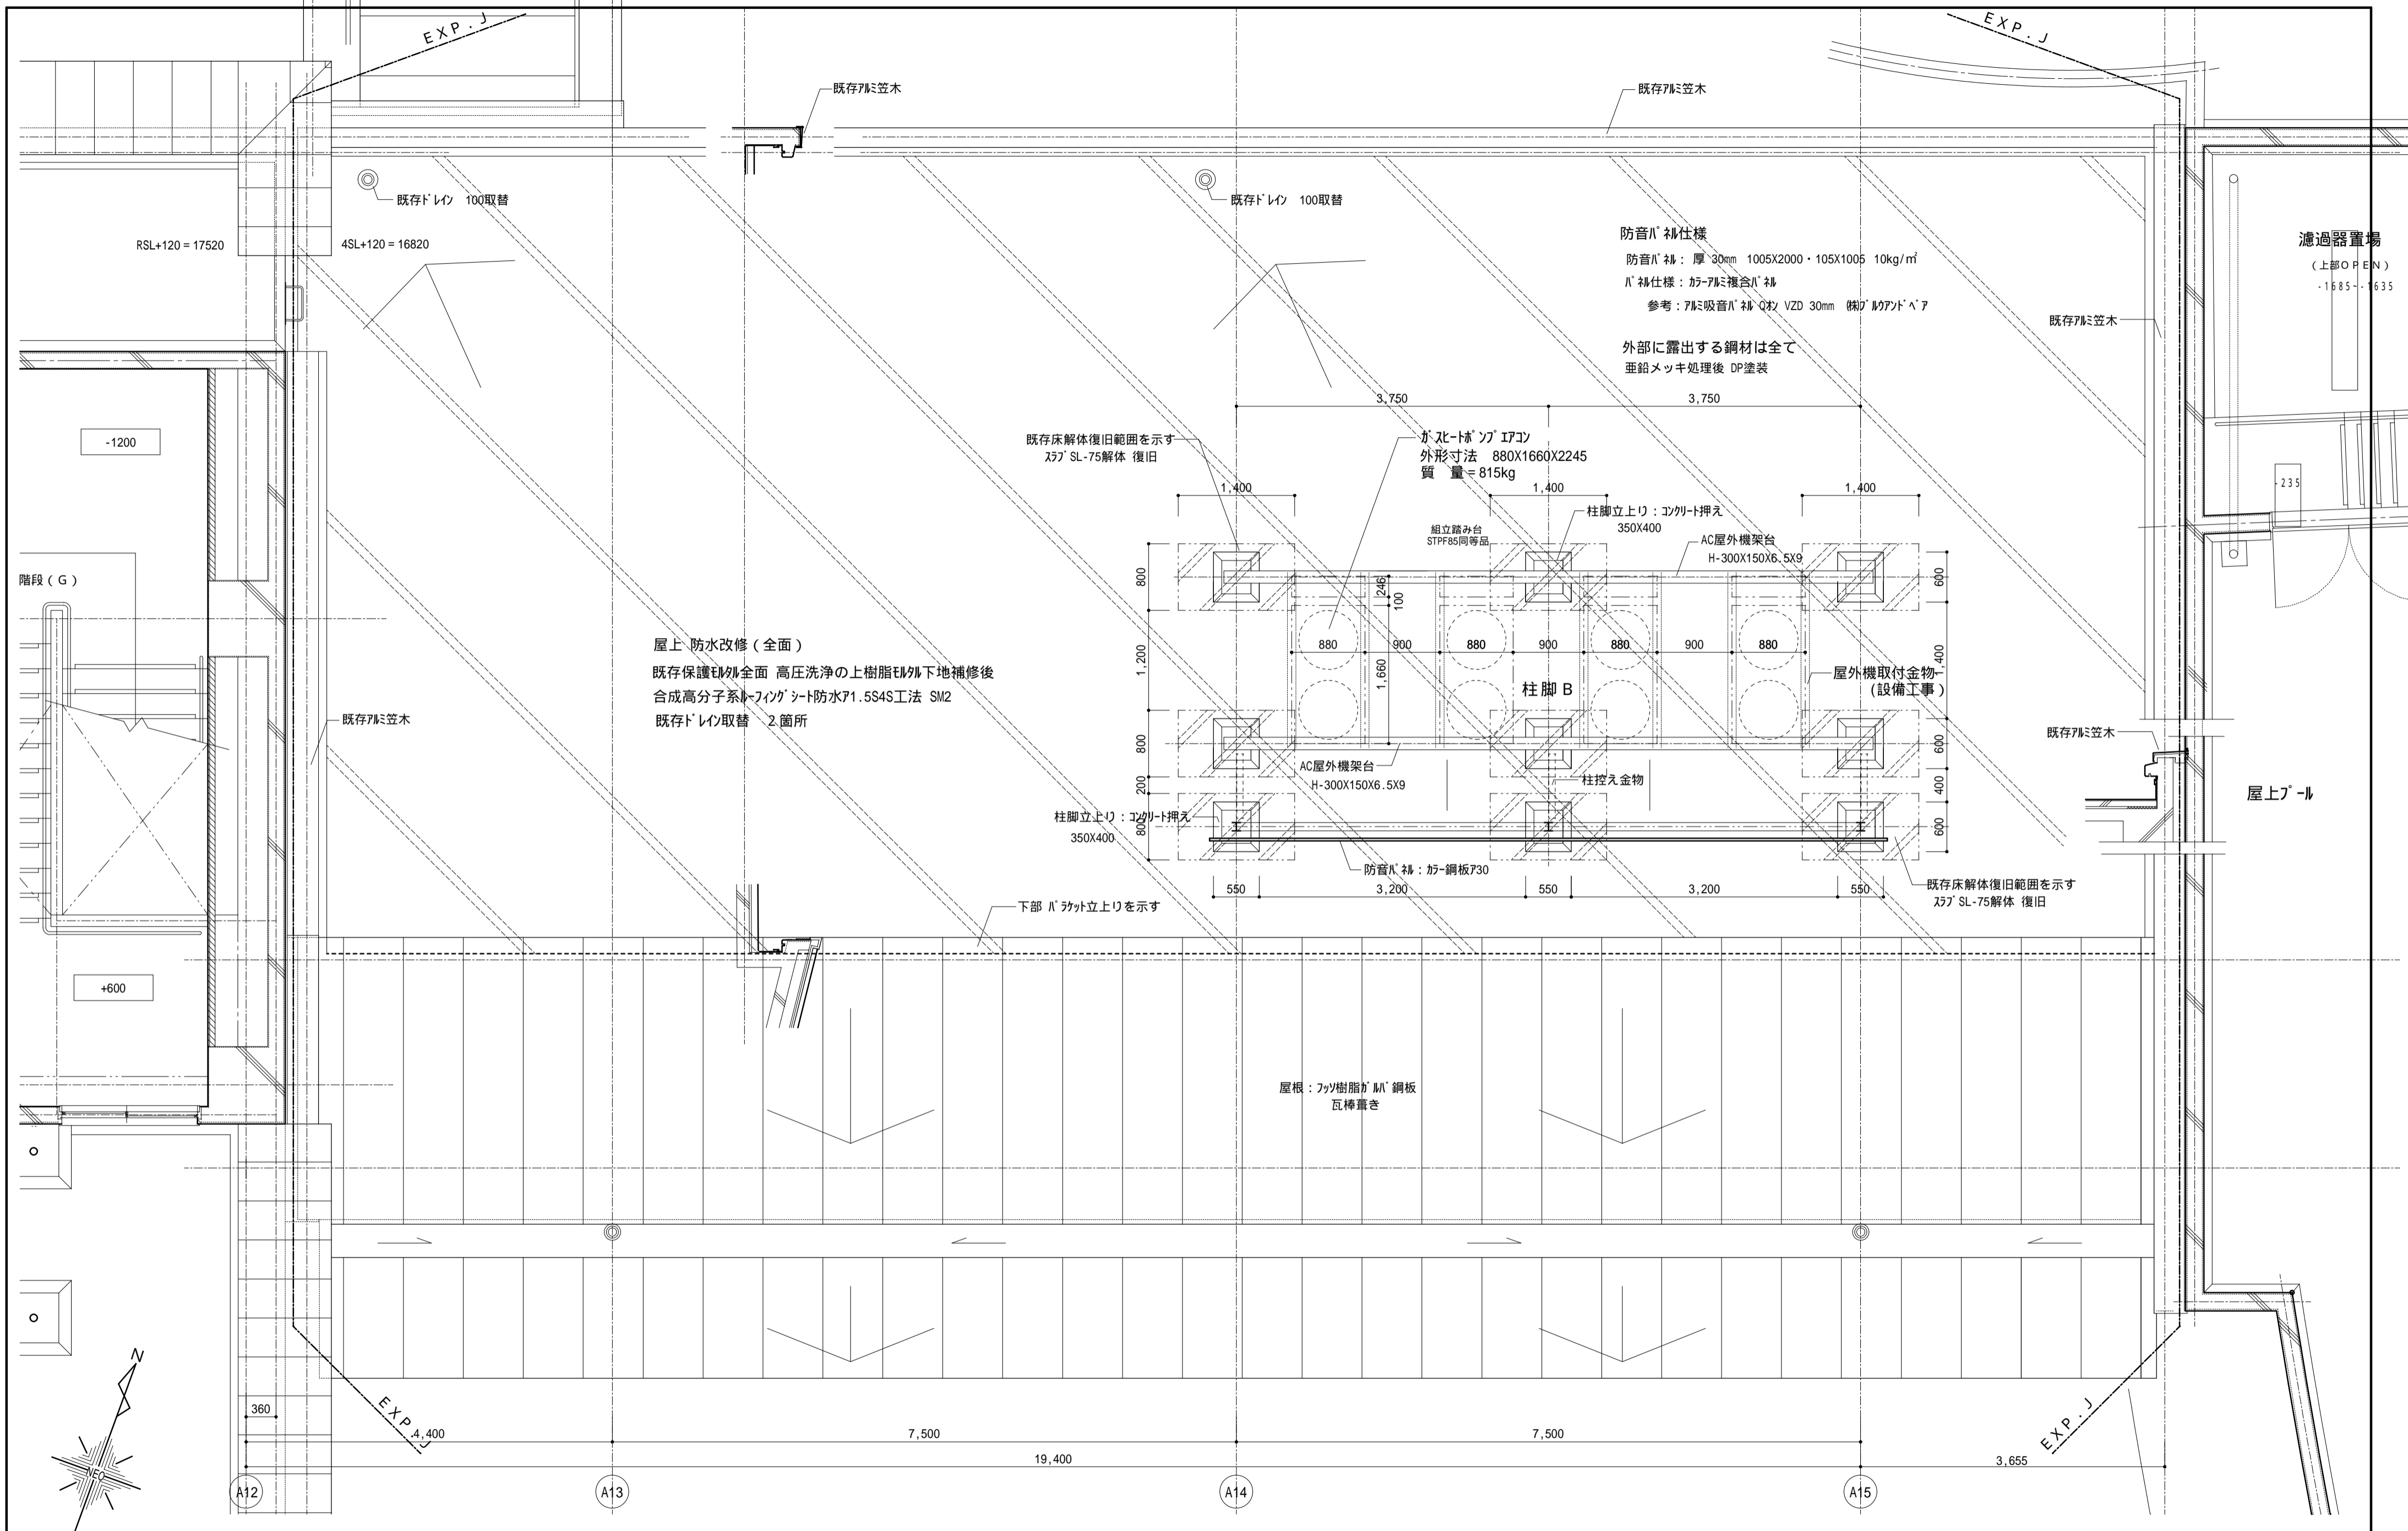 EXP.J
EXP.J
既存ｱﾙﾐ笠木
既存ｱﾙﾐ笠木
既存ﾄﾞﾚｲﾝ　100取替
既存ﾄﾞﾚｲﾝ　100取替
RSL+120＝17520
4SL+120＝16820
防音ﾊﾟﾈﾙ仕様
防音ﾊﾟﾈﾙ：厚 30mm 1005X2000・105X1005 10kg/㎡
ﾊﾟﾈﾙ仕様：ｶﾗｰｱﾙﾐ複合ﾊﾟﾈﾙ
参考：ｱﾙﾐ吸音ﾊﾟﾈﾙ Qｵﾝ VZD 30mm ㈱ﾌﾞﾙｳｱﾝﾄﾞﾍﾞｱ
濾過器置場
（上部ＯＰＥＮ）
-1685~-1635
既存ｱﾙﾐ笠木
外部に露出する鋼材は全て
亜鉛メッキ処理後 DP塗装
3,750
3,750
-1200
既存床解体復旧範囲を示す
ｽﾗﾌﾞSL-75解体 復旧
ｶﾞｽﾋｰﾄﾎﾟﾝﾌﾟｴｱｺﾝ
外形寸法　880X1660X2245
質　量＝815kg
1,400
1,400
1,400
-235
柱脚立上り：ｺﾝｸﾘｰﾄ押え
350X400
組立踏み台
STPF85同等品
AC屋外機架台
H-300X150X6.5X9
階段（Ｇ）
800
246
100
600
880
900
880
900
880
900
880
1,200
1,660
1,400
屋上 防水改修（全面）
既存保護ﾓﾙﾀﾙ全面 高圧洗浄の上樹脂ﾓﾙﾀﾙ下地補修後
合成高分子系ﾙｰﾌｨﾝｸﾞｼｰﾄ防水ｱ1.5S4S工法 SM2
既存ﾄﾞﾚｲﾝ取替　２箇所
柱脚Ｂ
屋外機取付金物
（設備工事）
既存ｱﾙﾐ笠木
既存ｱﾙﾐ笠木
800
600
AC屋外機架台
H-300X150X6.5X9
柱控え金物
200
400
屋上ﾌﾟｰﾙ
柱脚立上り：ｺﾝｸﾘｰﾄ押え
350X400
800
600
防音ﾊﾟﾈﾙ：ｶﾗｰ鋼板ｱ30
550
3,200
550
3,200
550
既存床解体復旧範囲を示す
ｽﾗﾌﾞSL-75解体 復旧
下部 ﾊﾟﾗｹｯﾄ立上りを示す
+600
屋根：ﾌｯｿ樹脂ｶﾞﾙﾊﾞ鋼板
瓦棒葺き
N
NEO
EXP.J
EXP.J
360
4,400
7,500
7,500
19,400
3,655
A12
A13
A14
A15